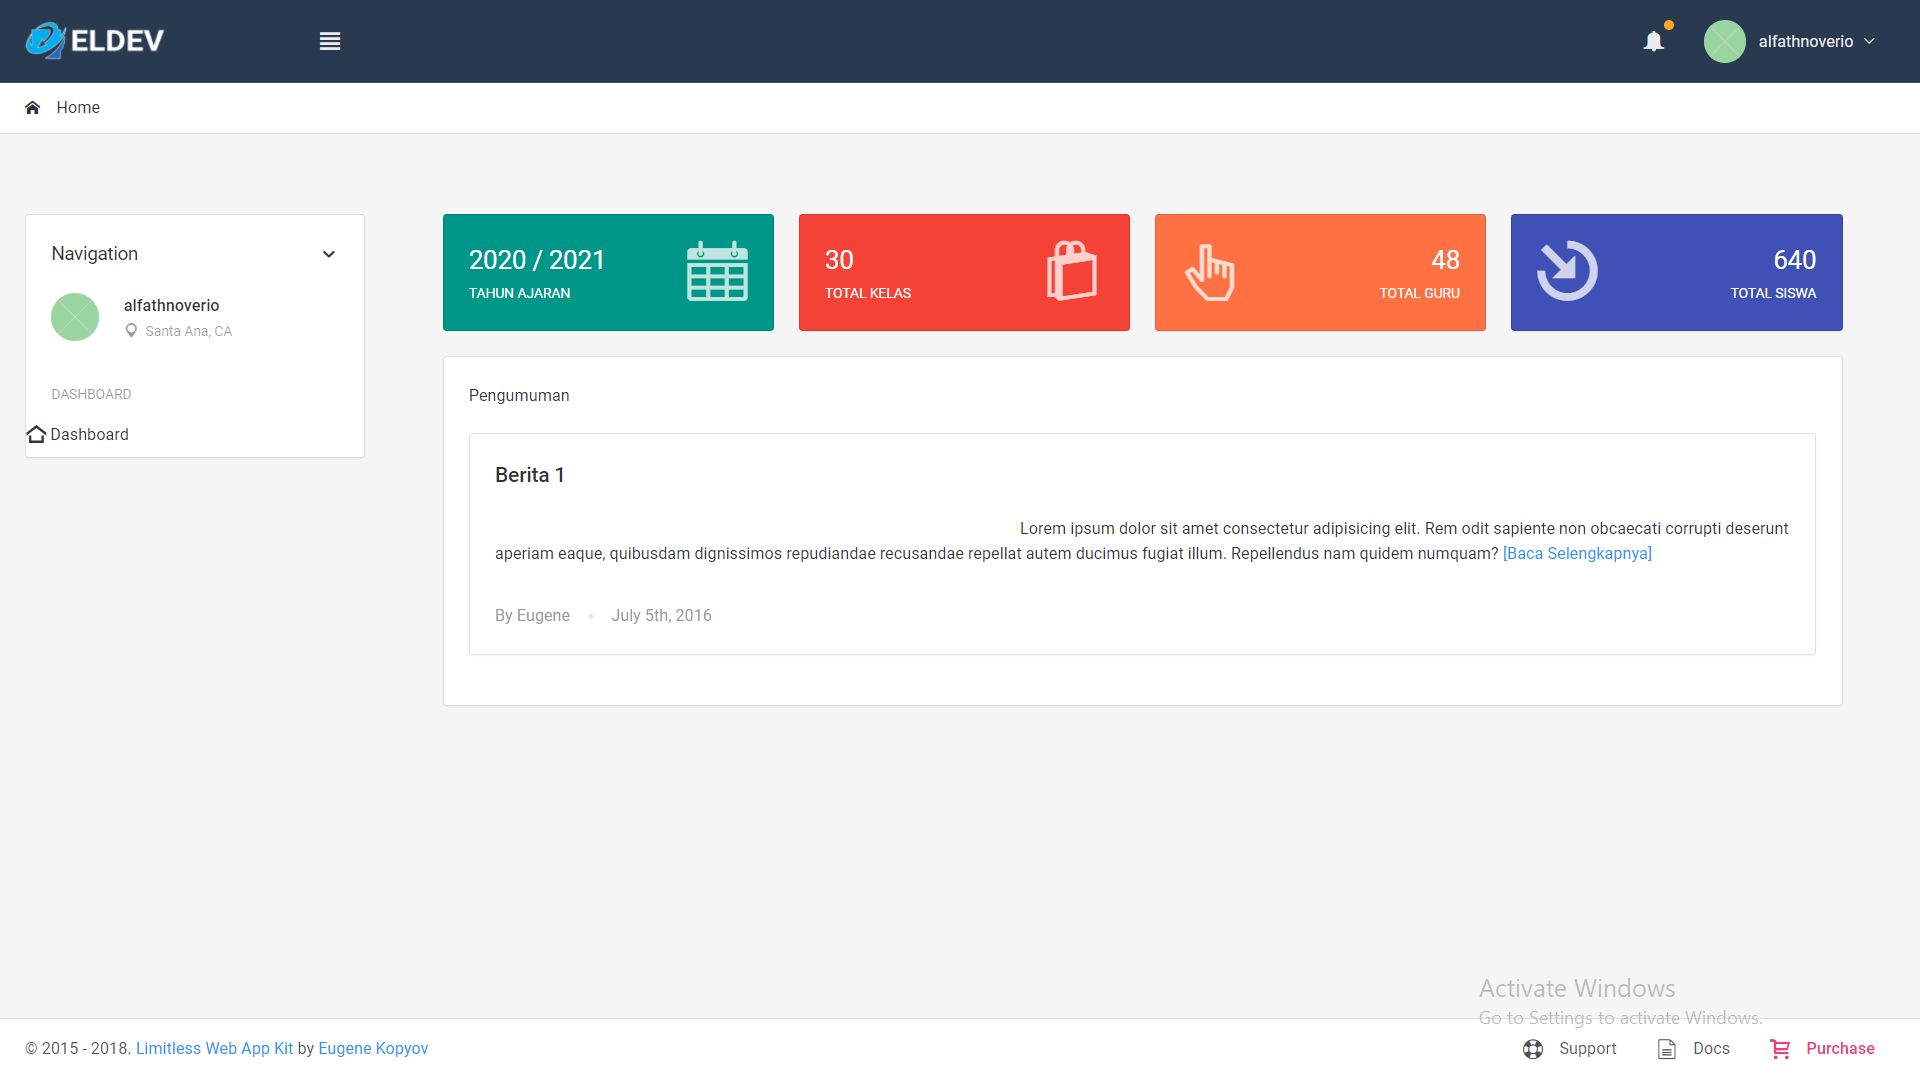 ELDEV
alfathnoverio
Home
Navigation
alfathnoverio
Santa Ana, CA
DASHBOARD
Dashboard
2020 / 2021
TAHUN AJARAN
30
TOTAL KELAS
48
TOTAL GURU
640
TOTAL SISWA
Pengumuman
Berita 1
Lorem ipsum dolor sit amet consectetur adipisicing elit. Rem odit sapiente non obcaecati corrupti deserunt
aperiam eaque, quibusdam dignissimos repudiandae recusandae repellat autem ducimus fugiat illum. Repellendus nam quidem numquam? [Baca Selengkapnya]
By Eugene
July 5th, 2016
Activate Windows
Go to Settings to activate Windows.
© 2015 - 2018. Limitless Web App Kit by Eugene Kopyov
Support
Docs
Purchase